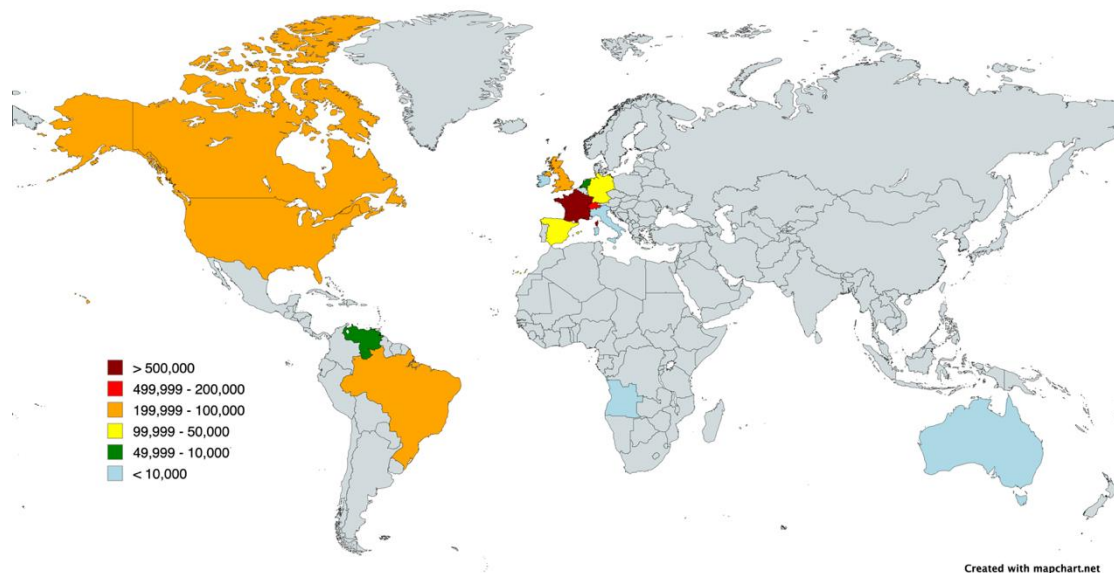 > 500,000
499,999 - 200,000
199,999 - 100,000
99,999 - 50,000
49,999 - 10,000
< 10,000
Created with mapchart.net